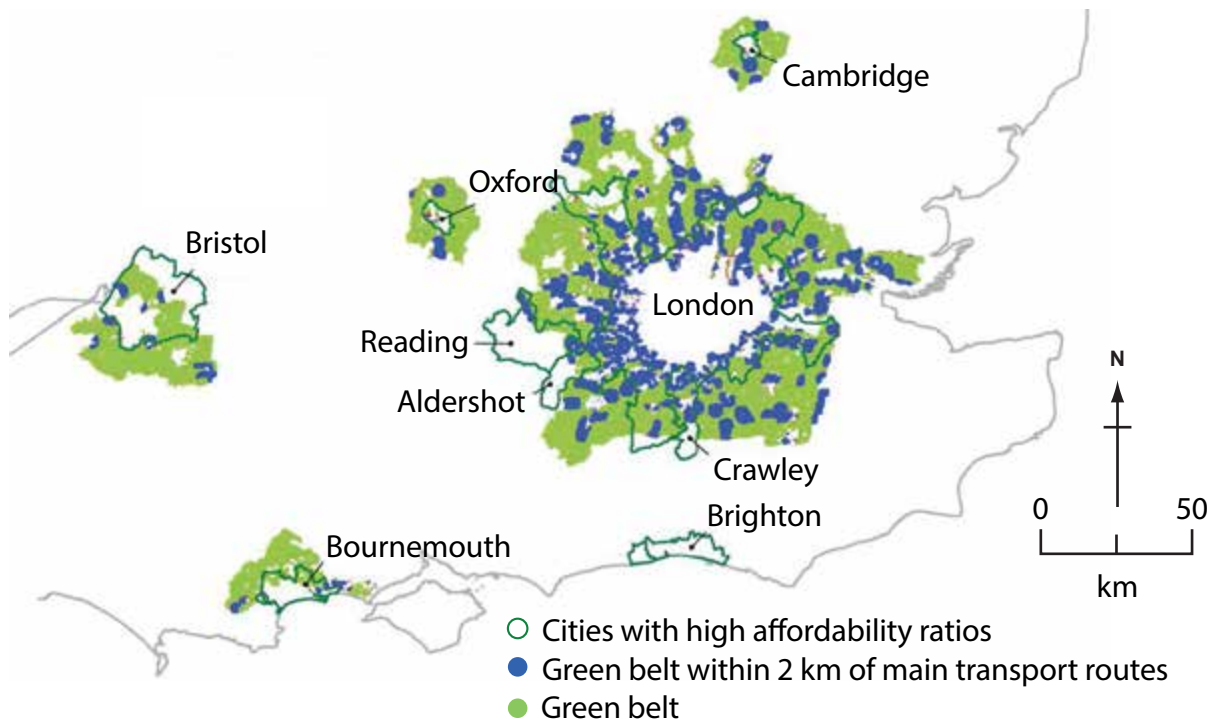 Cambridge
Oxford
Bristol
London
Reading
Aldershot
Crawley
Brighton
Bournemouth
N
0 50
km
Cities with high affordability ratios
Green belt within 2 km of main transport routes
Green belt